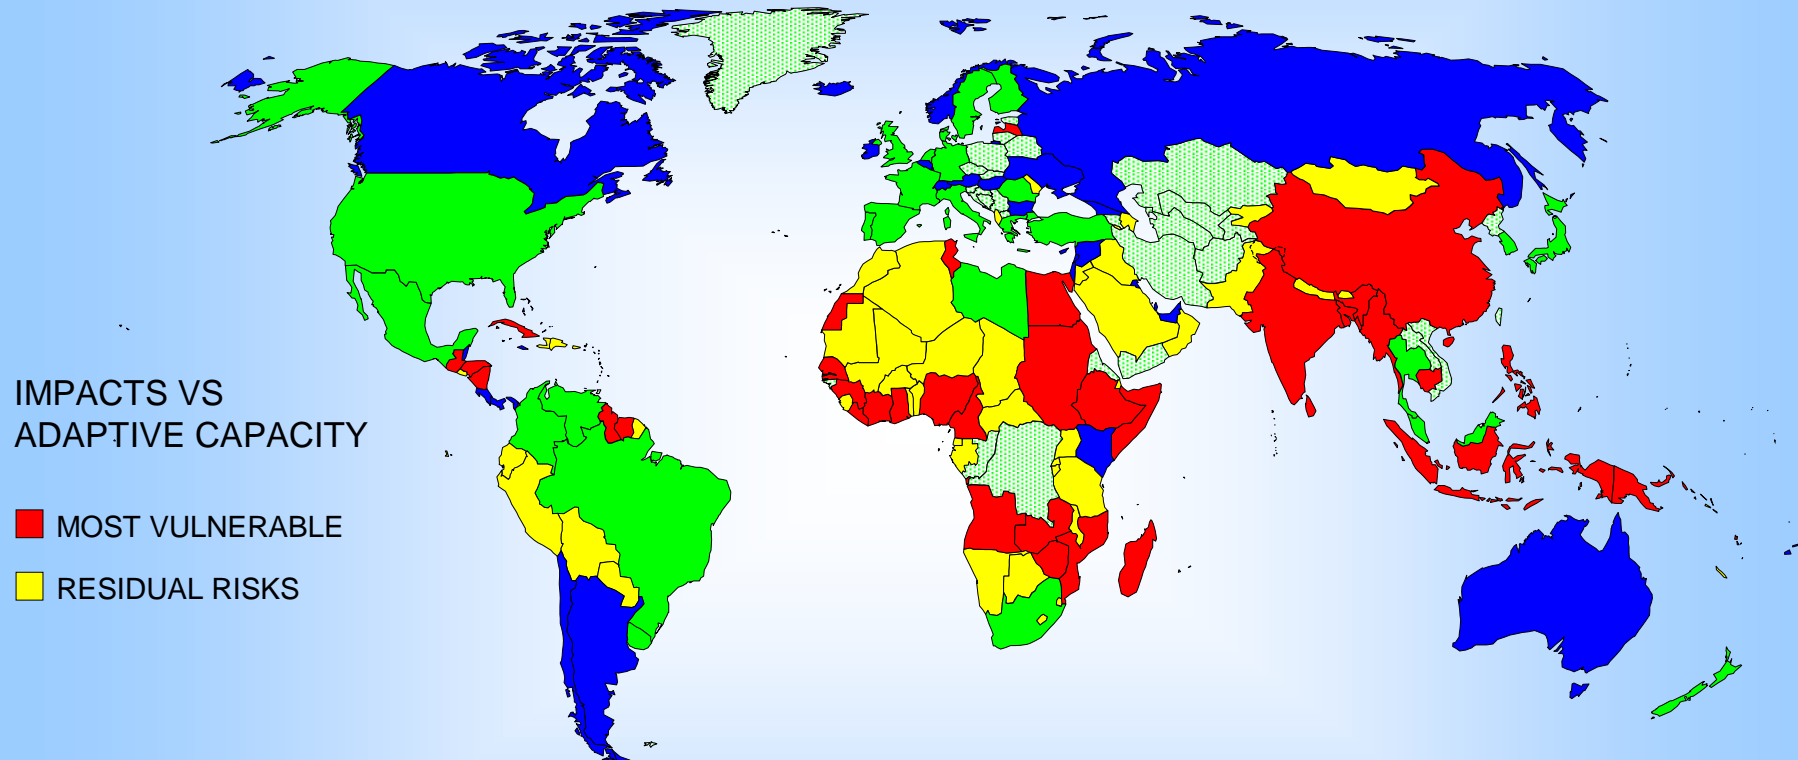 IMPACTS VS
ADAPTIVE CAPACITY
MOST VULNERABLE
RESIDUAL RISKS